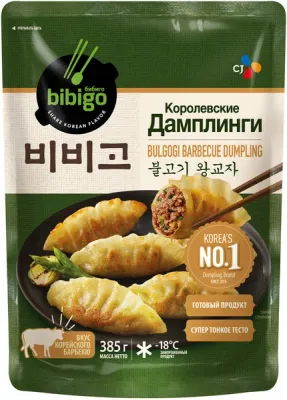 бибиго
bibigo
SHARE KOREAN FLAVOR
CJ
비비고
Королевские
Дамплинги
BULGOGI BARBECUE DUMPLING
불고기 왕교자
KOREA'S
NO.1
Dumpling Brand
ГОТОВЫЙ ПРОДУКТ
СУПЕР ТОНКОЕ ТЕСТО
ВКУС
КОРЕЙСКОГО
БАРБЕКЮ
385 г
МАССА НЕТТО
-18°C
ЗАМОРОЖЕННЫЙ
ПРОДУКТ